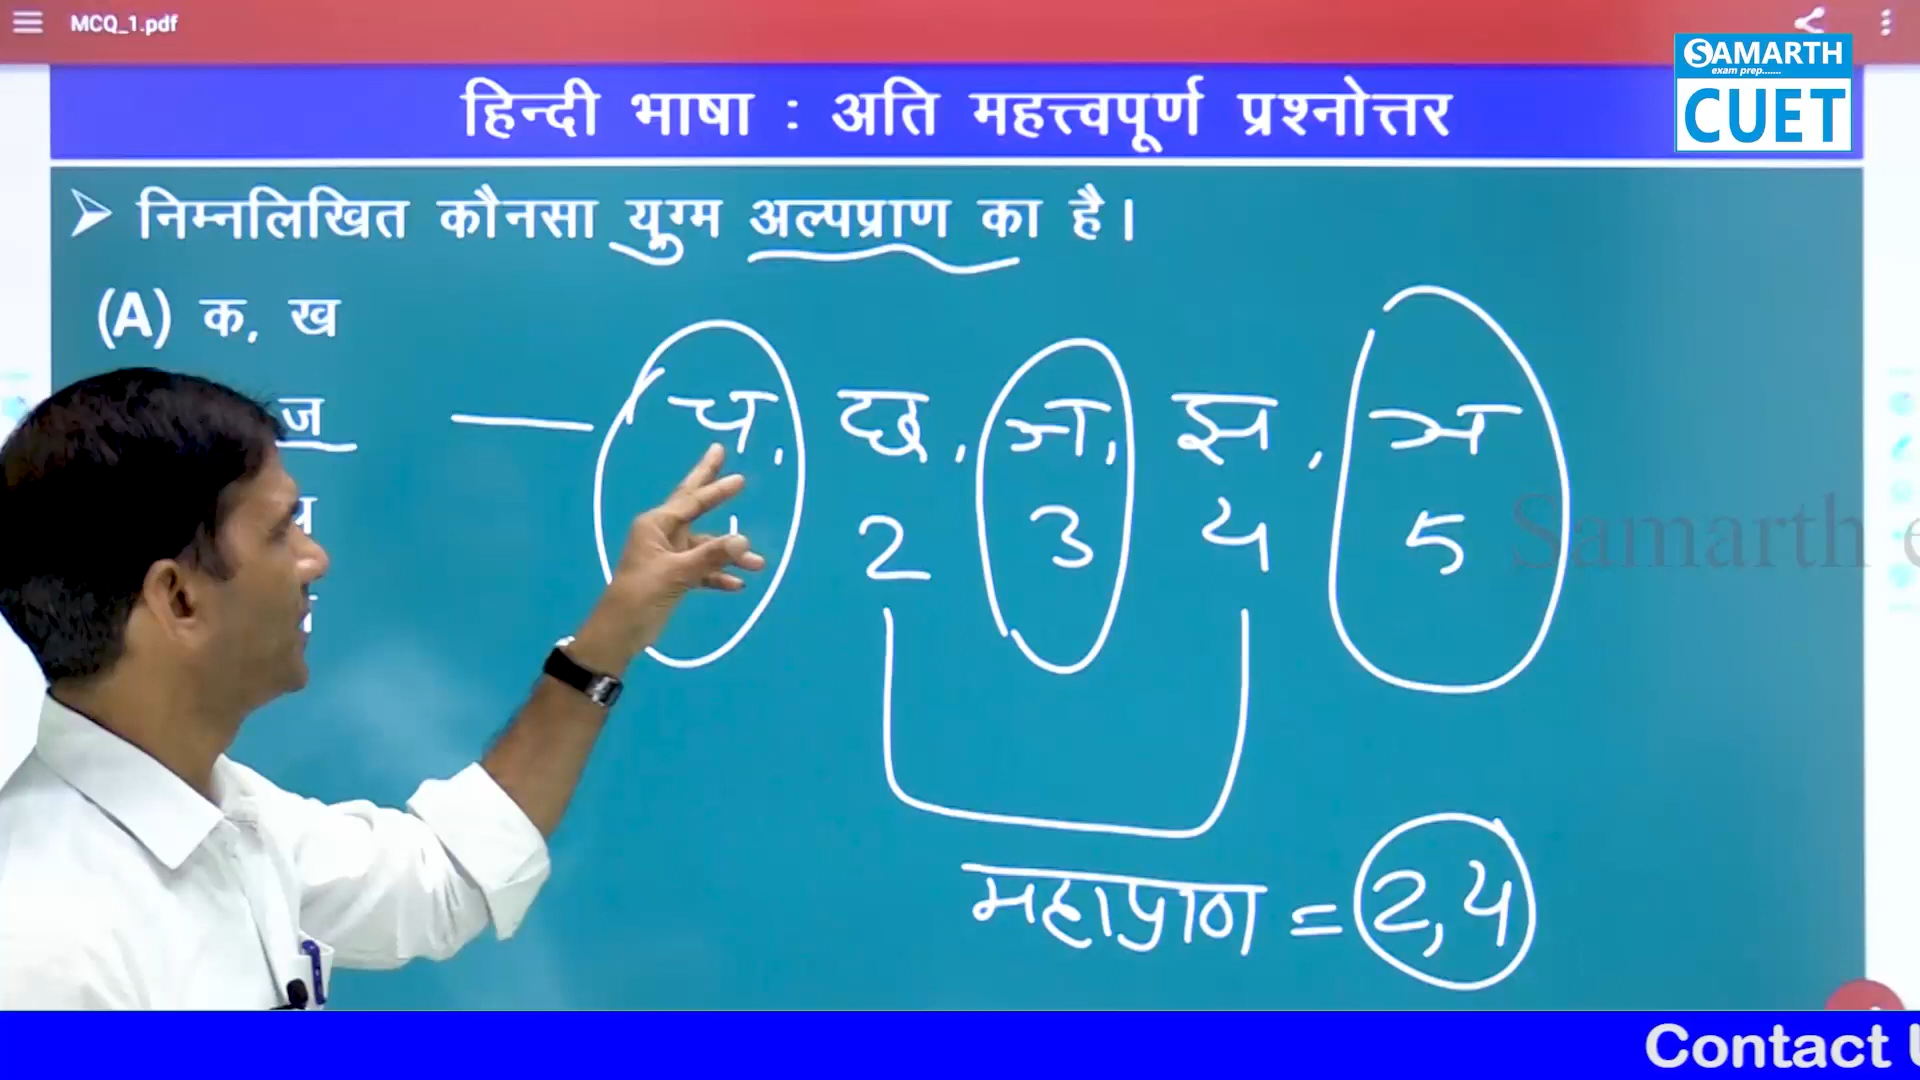 MCQ_1.pdf
SAMARTH
exam prep.......
CUET
हिन्दी भाषा : अति महत्त्वपूर्ण प्रश्नोत्तर
➤ निम्नलिखित कौनसा युग्म अल्पप्राण का है।
(A) क, ख
ज
च, छ, ज, झ, ञ
2 3 4 5
Samarth e
महाप्राण = 2,4
Contact U